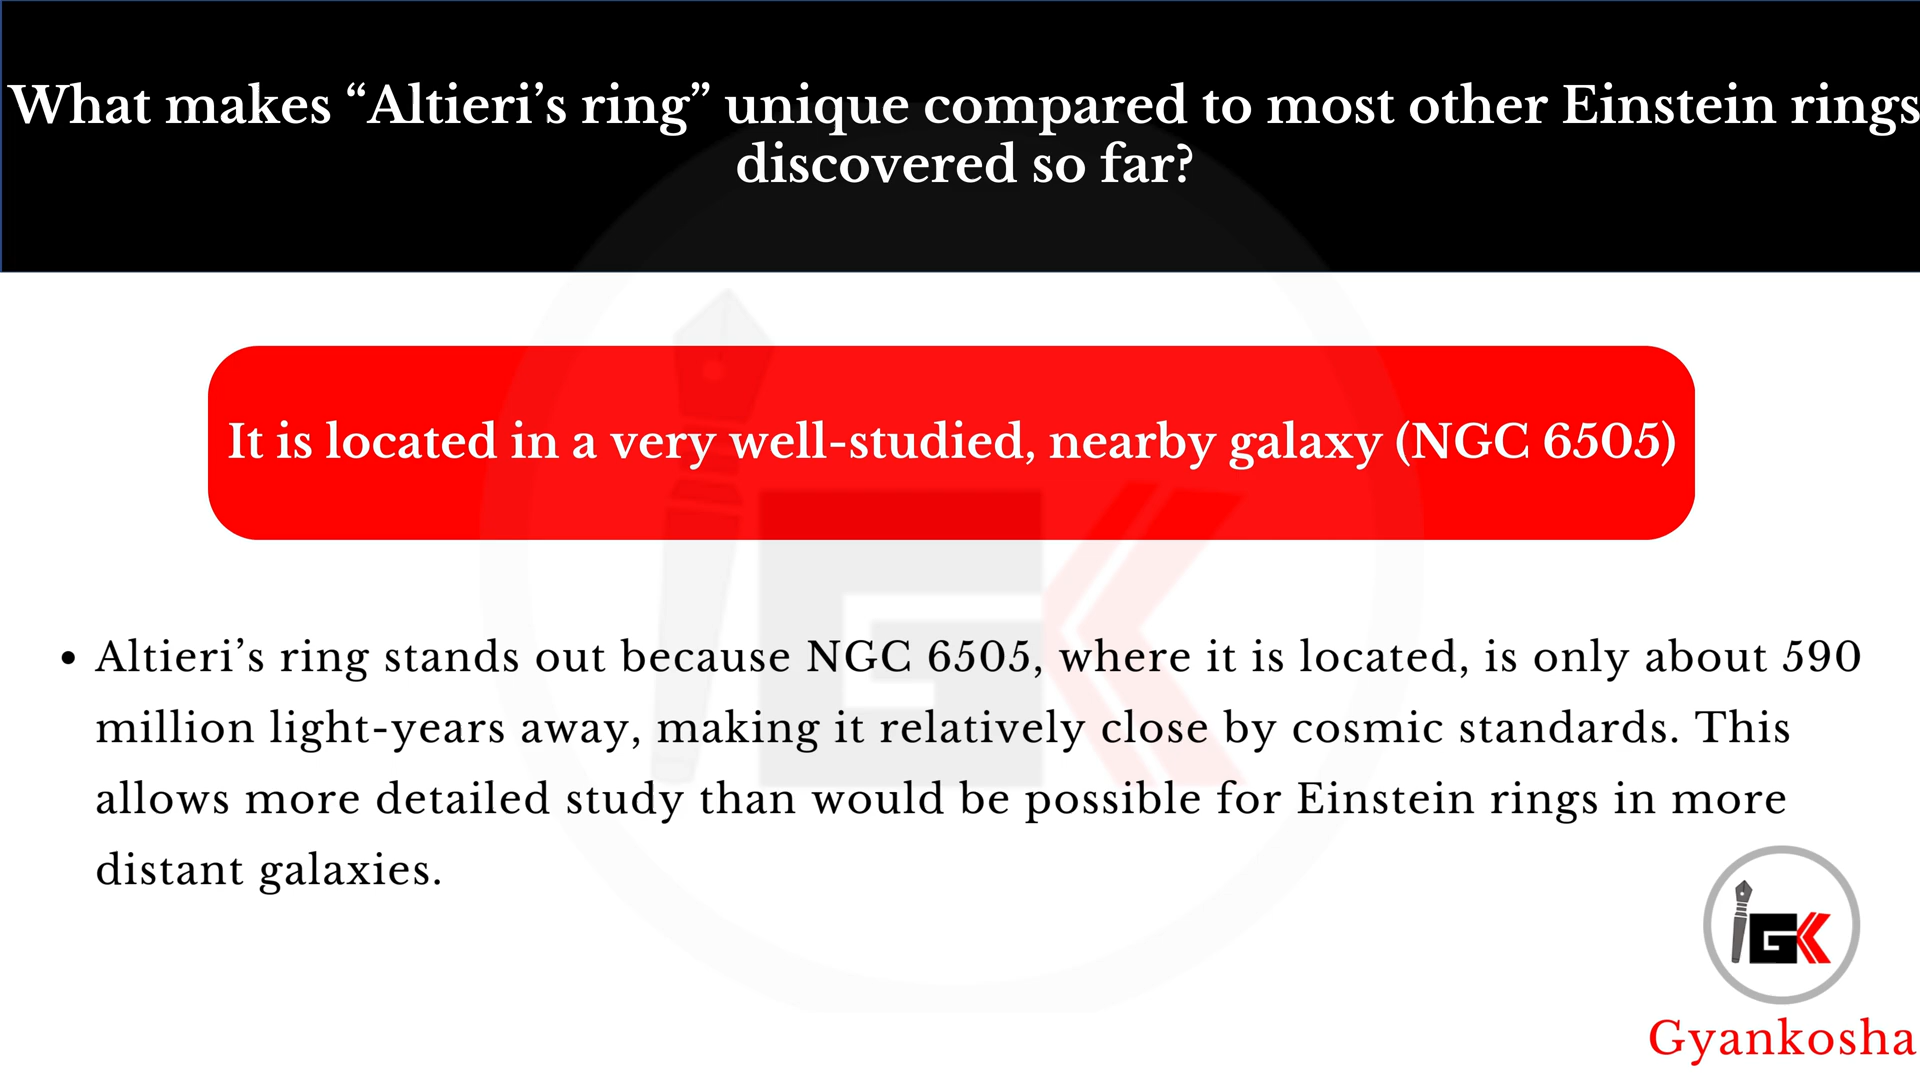 What makes “Altieri’s ring” unique compared to most other Einstein rings
discovered so far?
It is located in a very well-studied, nearby galaxy (NGC 6505)
• Altieri’s ring stands out because NGC 6505, where it is located, is only about 590
million light-years away, making it relatively close by cosmic standards. This
allows more detailed study than would be possible for Einstein rings in more
distant galaxies.
GK
Gyankosha